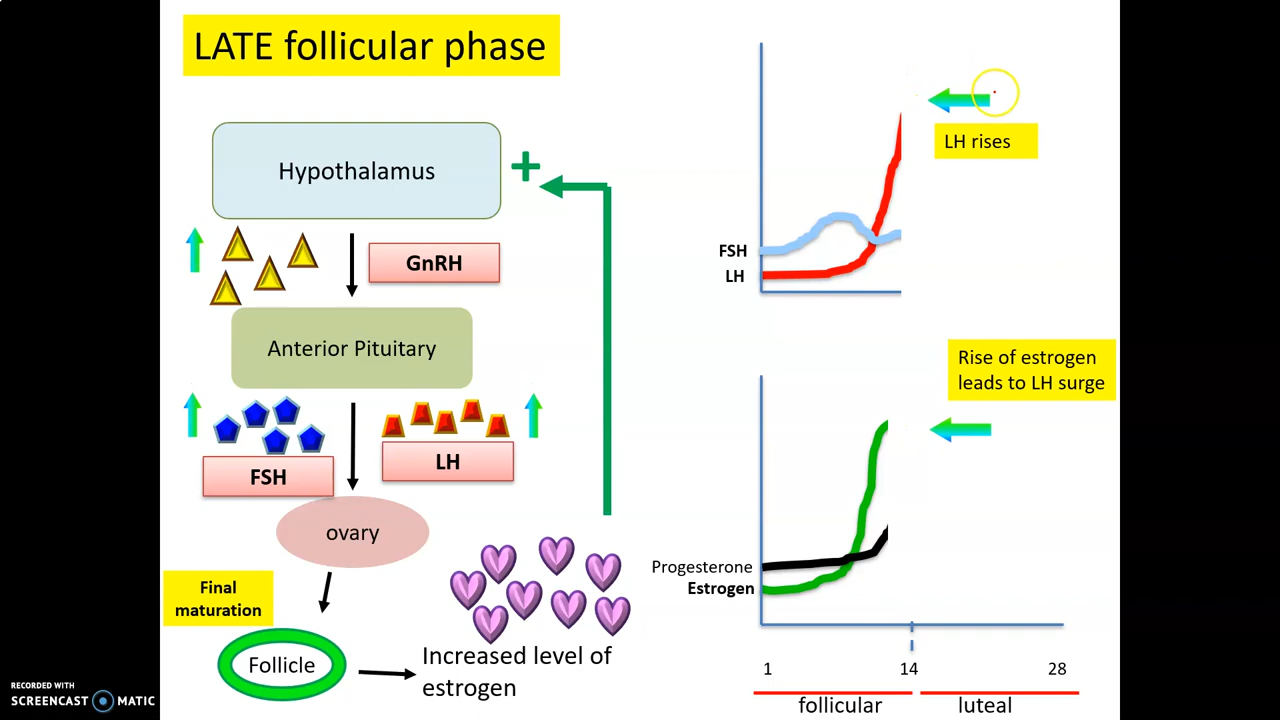 LATE follicular phase
Hypothalamus
+
GnRH
Anterior Pituitary
FSH
LH
ovary
Final
maturation
Follicle
Increased level of
estrogen
LH rises
FSH
LH
Rise of estrogen
leads to LH surge
Progesterone
Estrogen
1 14 28
follicular luteal
RECORDED WITH
SCREENCAST MATIC